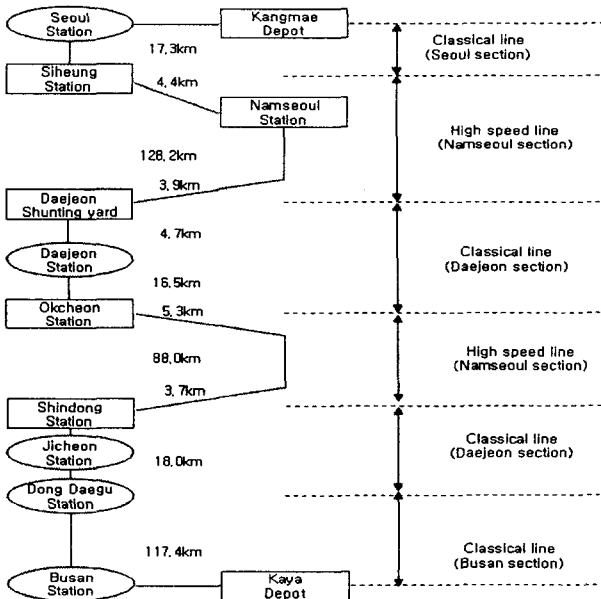 Seoul
Station
Kangmae
Depot
17,3km
Classical line
(Seoul section)
Siheung
Station
4,4km
Namseoul
Station
High speed line
(Namseoul section)
128,2km
3,9km
Daejeon
Shunting yard
4,7km
Daejeon
Station
Classical line
(Daejeon section)
16,5km
Okcheon
Station
5,3km
88,0km
High speed line
(Namseoul section)
3,7km
Shindong
Station
Jicheon
Station
18,0km
Classical line
(Daejeon section)
Dong Daegu
Station
117,4km
Classical line
(Busan section)
Busan
Station
Kaya
Depot